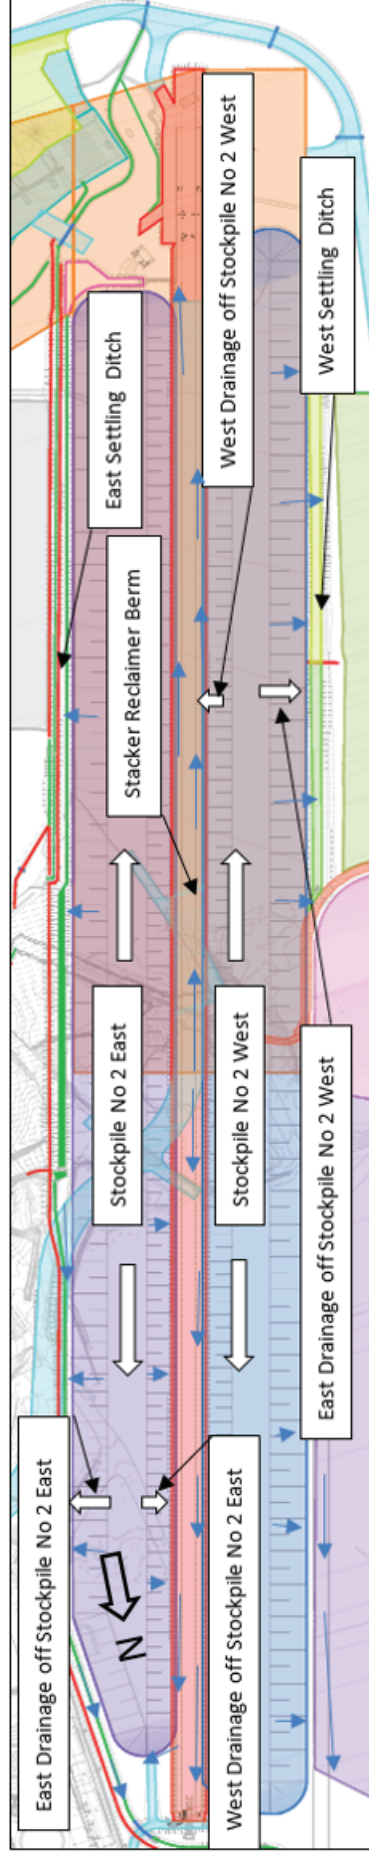 East Drainage off Stockpile No 2 East
West Drainage off Stockpile No 2 East
N
Stockpile No 2 East
Stockpile No 2 West
East Drainage off Stockpile No 2 West
Stacker Reclaimer Berm
East Settling Ditch
West Drainage off Stockpile No 2 West
West Settling Ditch